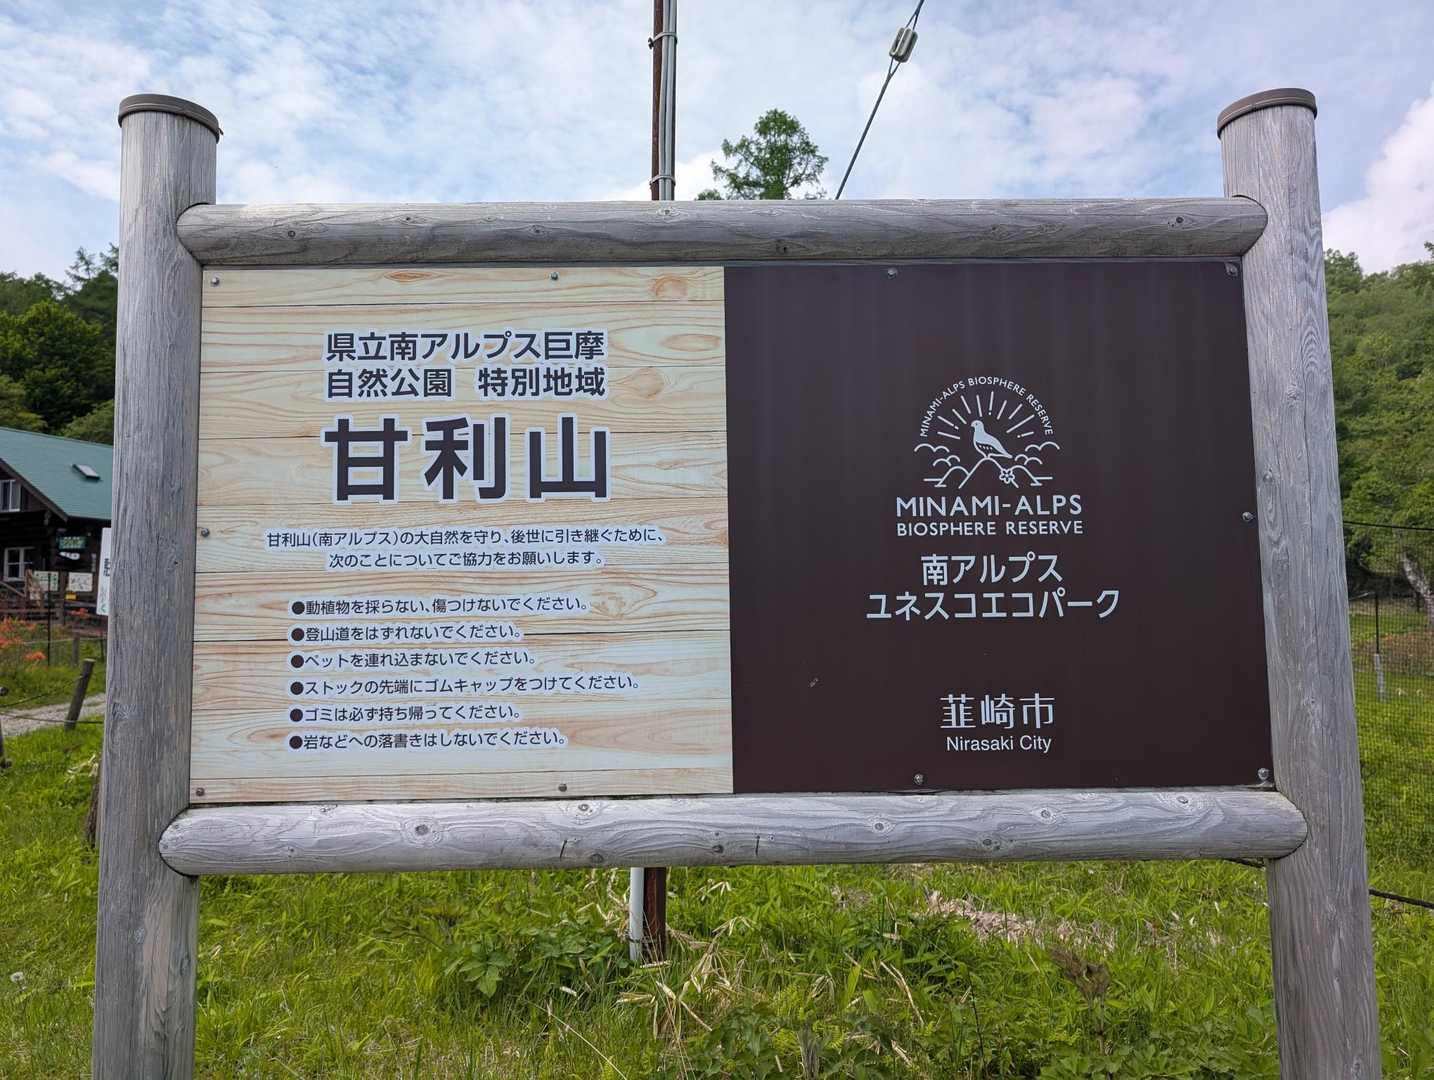 県立南アルプス巨摩
自然公園 特別地域
甘利山
甘利山(南アルプス)の大自然を守り、後世に引き継ぐために、
次のことについてご協力をお願いします。
●動植物を採らない、傷つけないでください。
●登山道をはずれないでください。
●ペットを連れ込まないでください。
●ストックの先端にゴムキャップをつけてください。
●ゴミは必ず持ち帰ってください。
●岩などへの落書きはしないでください。
MINAMI-ALPS BIOSPHERE RESERVE
MINAMI-ALPS
BIOSPHERE RESERVE
南アルプス
ユネスコエコパーク
韮崎市
Nirasaki City